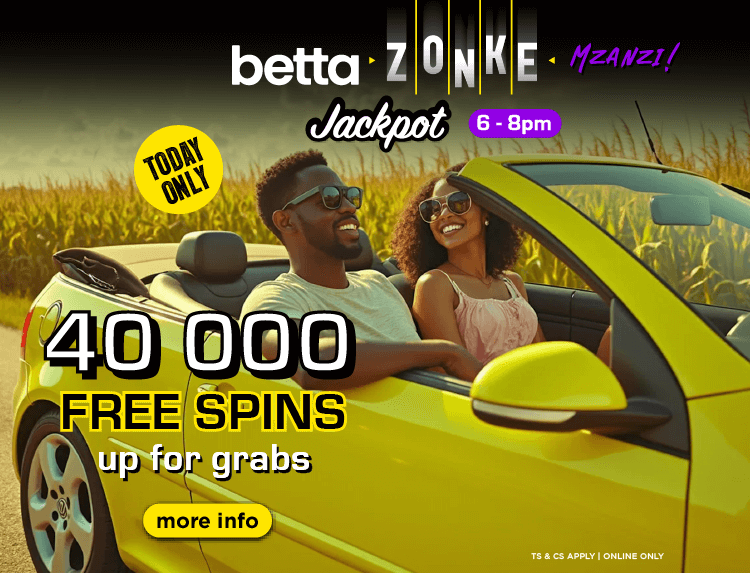 betta ZONKE MZANZI!
Jackpot 6 - 8pm
TODAY
ONLY
40 000
FREE SPINS
up for grabs
more info
TS & CS APPLY | ONLINE ONLY